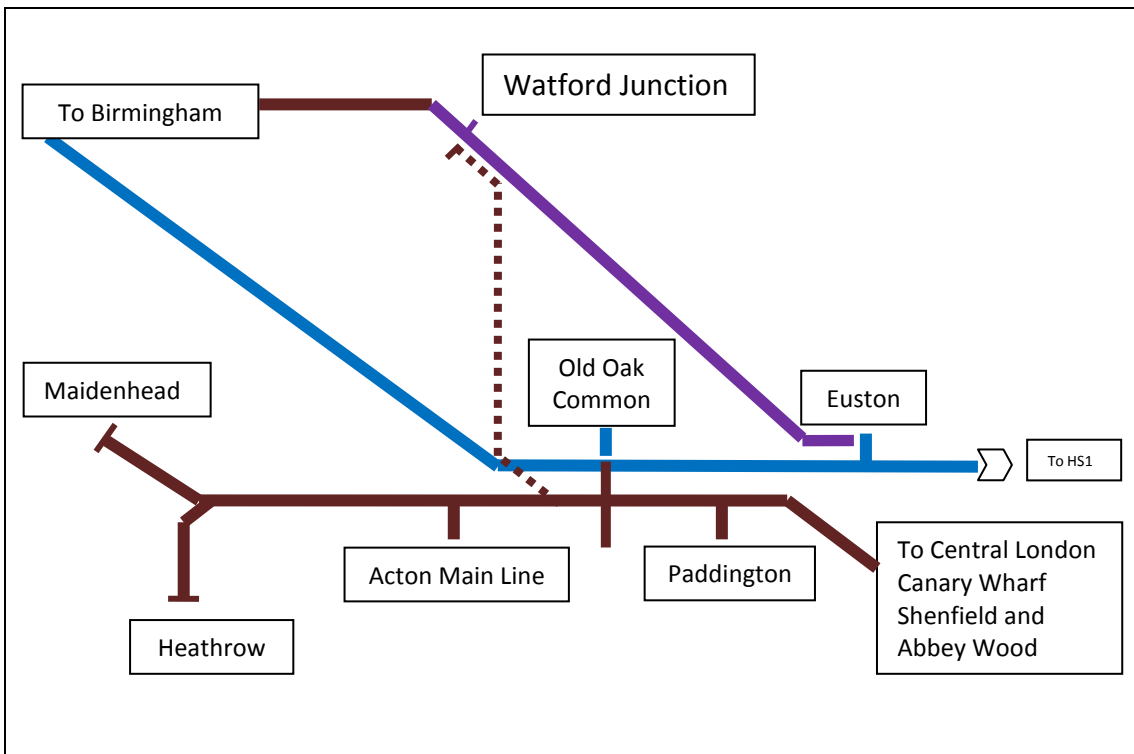 Watford Junction
To Birmingham
Old Oak
Common
Maidenhead
Euston
To HS1
Acton Main Line
Paddington
To Central London
Canary Wharf
Shenfield and
Abbey Wood
Heathrow